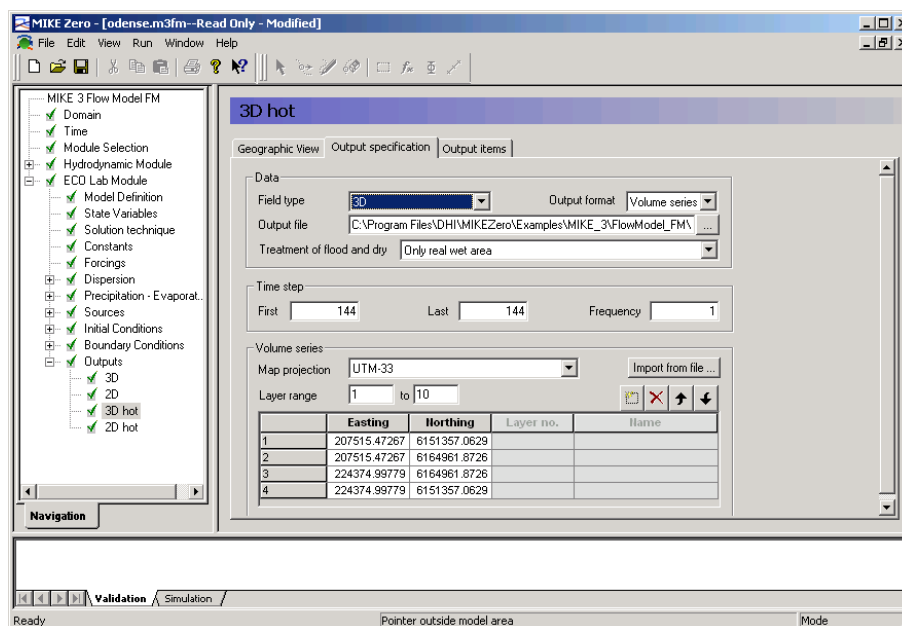 MIKE Zero - [odense.m3fm--Read Only - Modified]
File Edit View Run Window Help
MIKE 3 Flow Model FM
Domain
Time
Module Selection
Hydrodynamic Module
ECO Lab Module
Model Definition
State Variables
Solution technique
Constants
Forcings
Dispersion
Precipitation - Evaporat..
Sources
Initial Conditions
Boundary Conditions
Outputs
3D
2D
3D hot
2D hot
Navigation
3D hot
Geographic View Output specification Output items
Data
Field type 3D Output format Volume series
Output file C:\Program Files\DHI\MIKEZero\Examples\MIKE_3\FlowModel_FM\ ...
Treatment of flood and dry Only real wet area
Time step
First 144 Last 144 Frequency 1
Volume series
Map projection UTM-33 Import from file ...
Layer range 1 to 10
Easting Northing Layer no. Name
1 207515.47267 6151357.0629
2 207515.47267 6164961.8726
3 224374.99779 6164961.8726
4 224374.99779 6151357.0629
Validation Simulation
Ready Pointer outside model area Mode